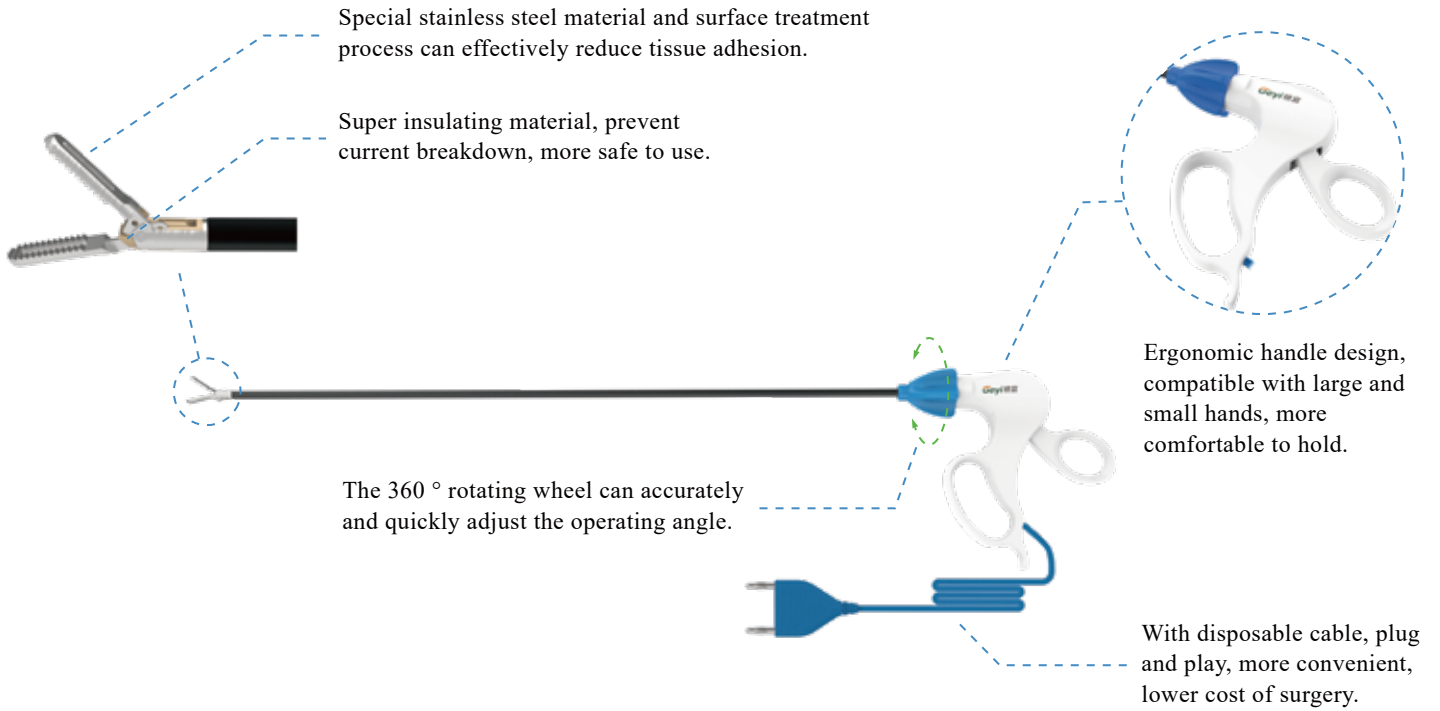 Special stainless steel material and surface treatment
process can effectively reduce tissue adhesion.
Super insulating material, prevent
current breakdown, more safe to use.
Geyi
Ergonomic handle design,
compatible with large and
small hands, more
comfortable to hold.
Geyi
The 360 ° rotating wheel can accurately
and quickly adjust the operating angle.
With disposable cable, plug
and play, more convenient,
lower cost of surgery.